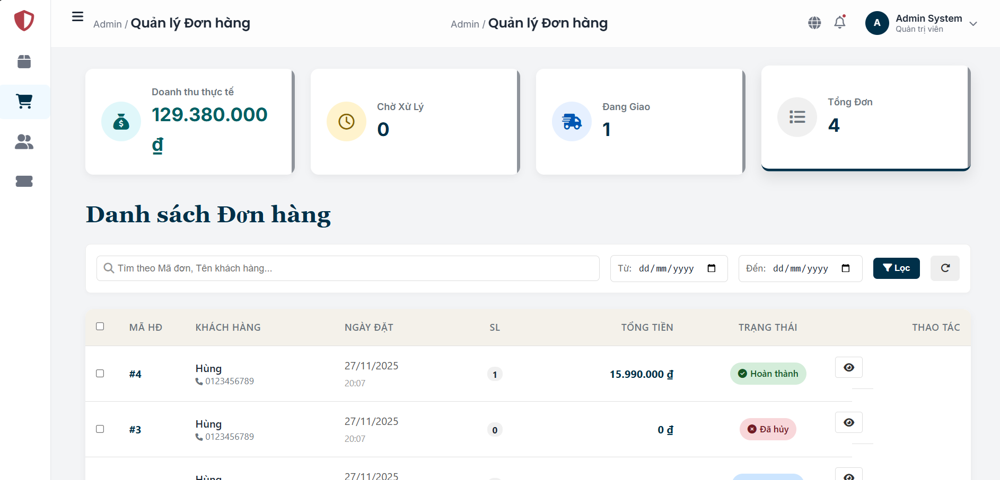 Admin / Quản lý Đơn hàng
Admin / Quản lý Đơn hàng
A
Admin System
Quản trị viên
Doanh thu thực tế
129.380.000
₫
Chờ Xử Lý
0
Đang Giao
1
Tổng Đơn
4
Danh sách Đơn hàng
Tìm theo Mã đơn, Tên khách hàng...
Từ: dd/mm/yyyy
Đến: dd/mm/yyyy
Lọc
MÃ HĐ KHÁCH HÀNG NGÀY ĐẶT SL TỔNG TIỀN TRẠNG THÁI THAO TÁC
#4 Hùng 27/11/2025 1 15.990.000 ₫ Hoàn thành
0123456789 20:07
#3 Hùng 27/11/2025 0 0 ₫ Đã hủy
0123456789 20:07
Hùng 27/11/2025